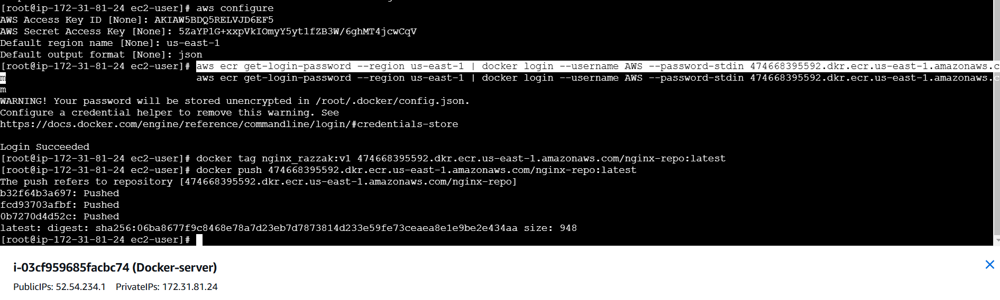 [root@ip-172-31-81-24 ec2-user]# aws configure
AWS Access Key ID [None]: AKIAW5BDQ5RELVJD6EF5
AWS Secret Access Key [None]: 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
Default region name [None]: us-east-1
Default output format [None]: json
[root@ip-172-31-81-24 ec2-user]# aws ecr get-login-password --region us-east-1 | docker login --username AWS --password-stdin 474668395592.dkr.ecr.us-east-1.amazonaws.c
m aws ecr get-login-password --region us-east-1 | docker login --username AWS --password-stdin 474668395592.dkr.ecr.us-east-1.amazonaws.c
m
WARNING! Your password will be stored unencrypted in /root/.docker/config.json.
Configure a credential helper to remove this warning. See
https://docs.docker.com/engine/reference/commandline/login/#credentials-store
Login Succeeded
[root@ip-172-31-81-24 ec2-user]# docker tag nginx_razzak:v1 474668395592.dkr.ecr.us-east-1.amazonaws.com/nginx-repo:latest
[root@ip-172-31-81-24 ec2-user]# docker push 474668395592.dkr.ecr.us-east-1.amazonaws.com/nginx-repo:latest
The push refers to repository [474668395592.dkr.ecr.us-east-1.amazonaws.com/nginx-repo]
b32f64b3a697: Pushed
fcd93703afbf: Pushed
0b7270d4d52c: Pushed
latest: digest: sha256:06ba8677f9c8468e78a7d23eb7d7873814d233e59fe73ceaea8e1e9be2e434aa size: 948
[root@ip-172-31-81-24 ec2-user]#
i-03cf959685facbc74 (Docker-server)
PublicIPs: 52.54.234.1 PrivateIPs: 172.31.81.24